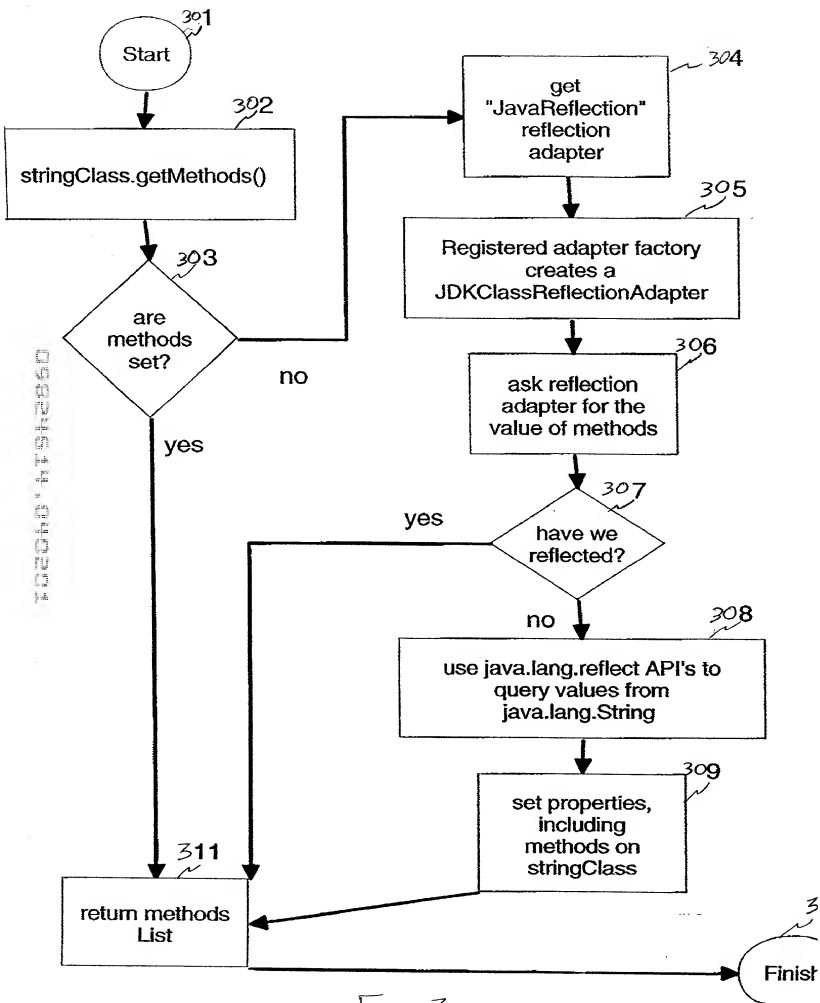 301
Start
302
stringClass.getMethods()
303
are
methods
set?
no
yes
304
get
"JavaReflection"
reflection
adapter
305
Registered adapter factory
creates a
JDKClassReflectionAdapter
306
ask reflection
adapter for the
value of methods
307
have we
reflected?
yes
no
308
use java.lang.reflect API's to
query values from
java.lang.String
309
set properties,
including
methods on
stringClass
311
return methods
List
3
Finish